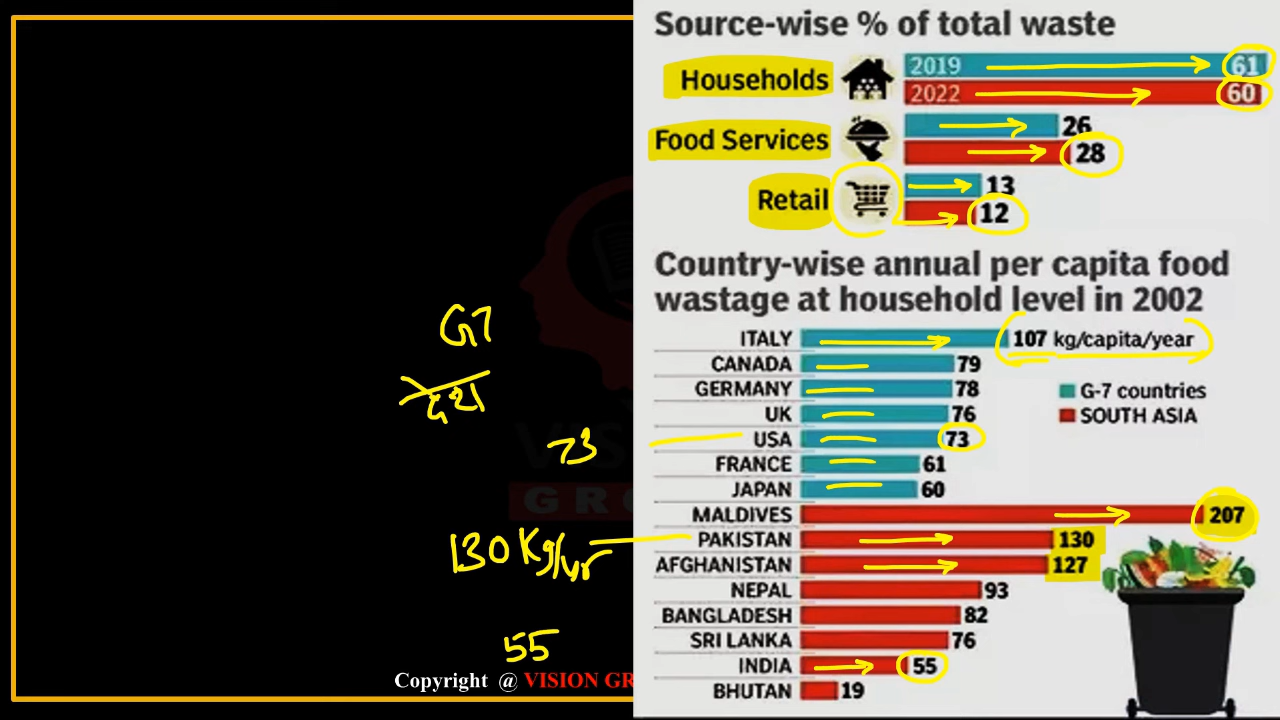 Source-wise % of total waste
Households
2019
61
2022
60
Food Services
26
28
Retail
13
12
Country-wise annual per capita food
wastage at household level in 2002
ITALY 107 kg/capita/year
CANADA 79
GERMANY 78
UK 76
USA 73
FRANCE 61
JAPAN 60
MALDIVES 207
PAKISTAN 130
AFGHANISTAN 127
NEPAL 93
BANGLADESH 82
SRI LANKA 76
INDIA 55
BHUTAN 19
G-7 countries
SOUTH ASIA
G7
देश
73
130 Kg/yr
55
GRO
Copyright @ VISION GR